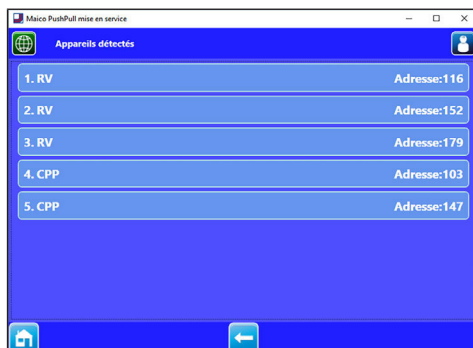 Maico PushPull mise en service
Appareils détectés
1. RV Adresse:116
2. RV Adresse:152
3. RV Adresse:179
4. CPP Adresse:103
5. CPP Adresse:147